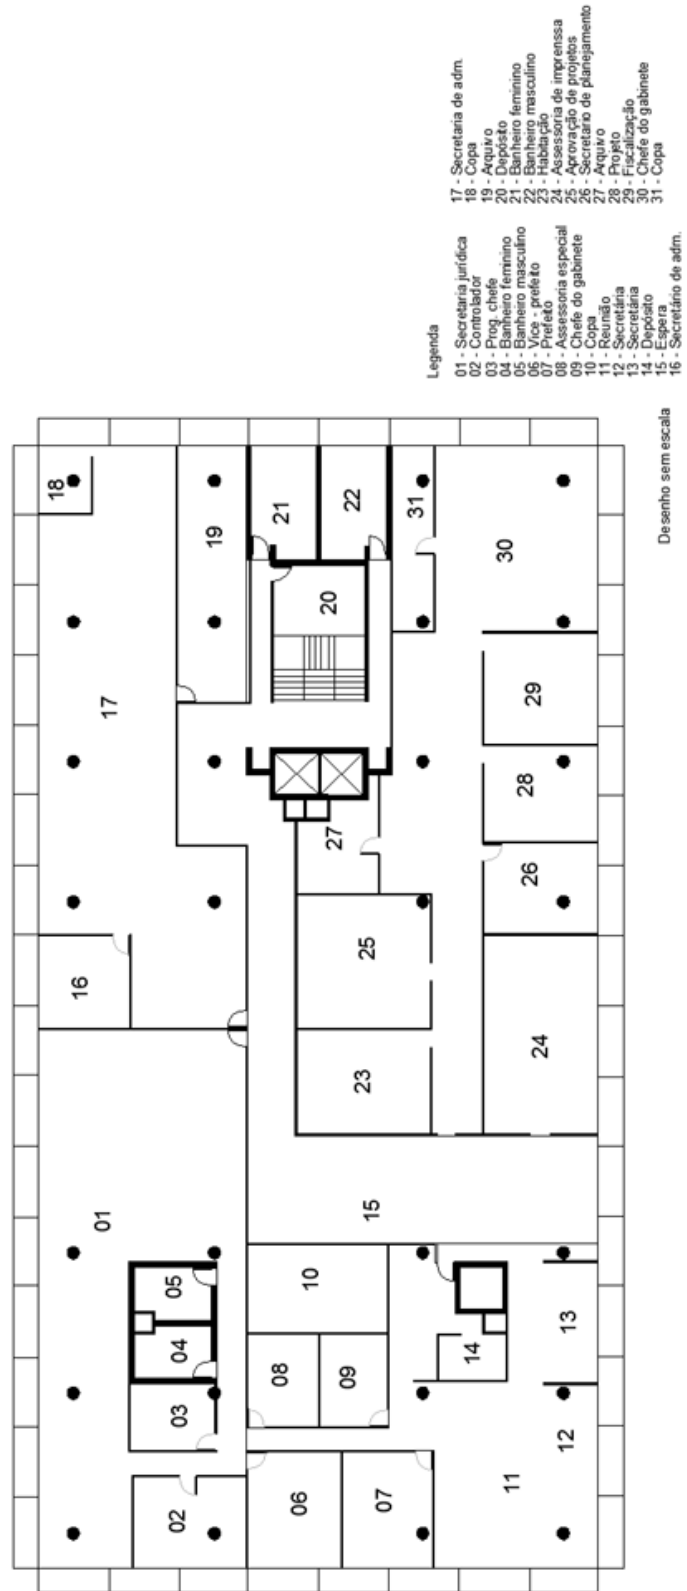 18
16
01
17
02
03
04
05
19
08
21
06
10
20
27
09
22
23
25
15
07
31
14
30
11
26
28
29
24
12
13
Legenda
01 - Secretaria jurídica
02 - Controlador
03 - Prog. chefe
04 - Banheiro feminino
05 - Banheiro masculino
06 - Vice - prefeito
07 - Prefeito
08 - Assessoria especial
09 - Chefe do gabinete
10 - Copa
11 - Reunião
12 - Secretária
13 - Secretária
14 - Depósito
15 - Espera
16 - Secretário de adm.
17 - Secretaria de adm.
18 - Copa
19 - Arquivo
20 - Depósito
21 - Banheiro feminino
22 - Banheiro masculino
23 - Habitação
24 - Assessoria de imprenssa
25 - Aprovação de projetos
26 - Secretario de planejamento
27 - Arquivo
28 - Projeto
29 - Fiscalização
30 - Chefe do gabinete
31 - Copa
Desenho sem escala